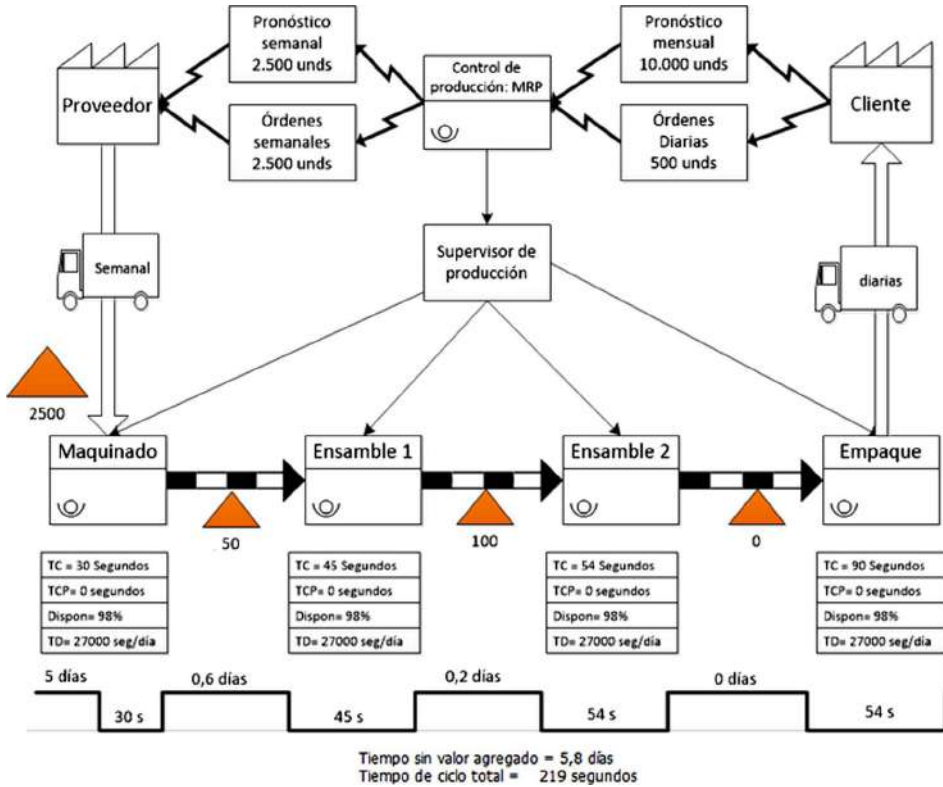 Pronóstico
semanal
2.500 unds
Pronóstico
mensual
10.000 unds
Control de
producción: MRP
Proveedor
Cliente
Órdenes
semanales
2.500 unds
Órdenes
Diarias
500 unds
Semanal
Supervisor de
producción
diarias
2500
Maquinado
Ensamble 1
Ensamble 2
Empaque
50
100
0
TC = 30 Segundos
TCP= 0 segundos
Dispon= 98%
TD= 27000 seg/día
TC = 45 Segundos
TCP= 0 segundos
Dispon= 98%
TD= 27000 seg/día
TC = 54 Segundos
TCP= 0 segundos
Dispon= 98%
TD= 27000 seg/día
TC = 90 Segundos
TCP= 0 segundos
Dispon= 98%
TD= 27000 seg/día
5 días
0,6 días
0,2 días
0 días
30 s
45 s
54 s
54 s
Tiempo sin valor agregado = 5,8 días
Tiempo de ciclo total = 219 segundos